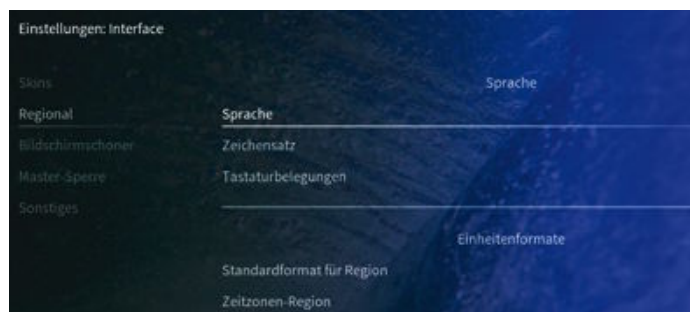 Einstellungen: Interface
Skins
Sprache
Regional
Sprache
Bildschirmschoner
Zeichensatz
Master-Sperre
Tastaturbelegungen
Sonstiges
Einheitenformate
Standardformat für Region
Zeitzonen-Region